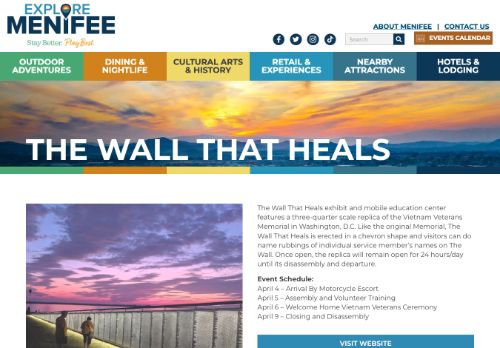 EXPLORE
MENIFEE
Stay Better. Play Best.
ABOUT MENIFEE | CONTACT US
Search
EVENTS CALENDAR
OUTDOOR
ADVENTURES
DINING &
NIGHTLIFE
CULTURAL ARTS
& HISTORY
RETAIL &
EXPERIENCES
NEARBY
ATTRACTIONS
HOTELS &
LODGING
THE WALL THAT HEALS
The Wall That Heals exhibit and mobile education center
features a three-quarter scale replica of the Vietnam Veterans
Memorial in Washington, D.C. Like the original Memorial, The
Wall That Heals is erected in a chevron shape and visitors can do
name rubbings of individual service member's names on The
Wall. Once open, the replica will remain open for 24 hours/day
until its disassembly and departure.
Event Schedule:
April 4 – Arrival By Motorcycle Escort
April 5 – Assembly and Volunteer Training
April 6 – Welcome Home Vietnam Veterans Ceremony
April 9 – Closing and Disassembly
VISIT WEBSITE